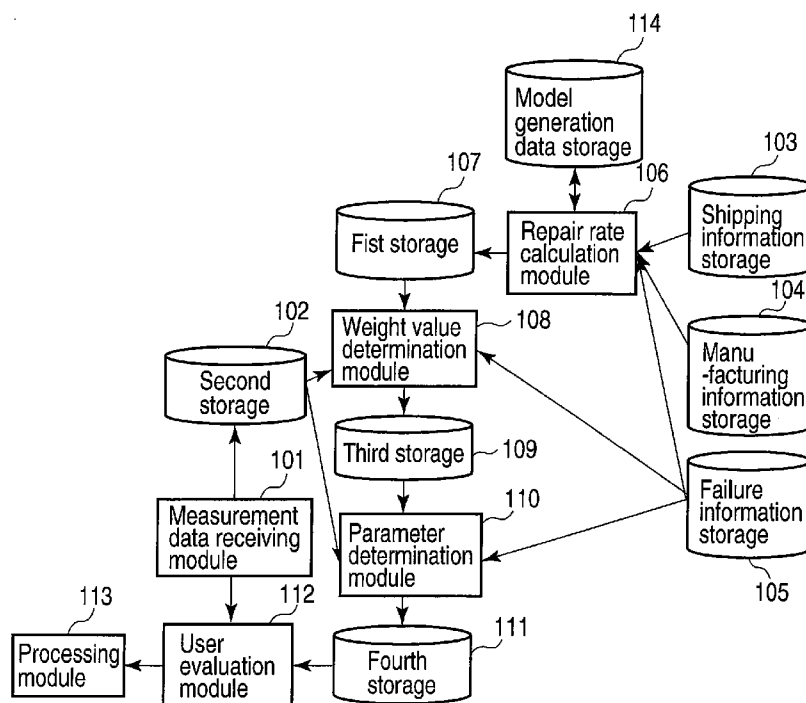 114
Model
generation
data storage
103
Shipping
information
storage
107
Fist storage
106
Repair rate
calculation
module
104
Manu
-facturing
information
storage
102
Second
storage
Weight value
determination
module
108
Third storage
109
101
Measurement
data receiving
module
110
Parameter
determination
module
Failure
information
storage
105
113
Processing
module
112
User
evaluation
module
111
Fourth
storage